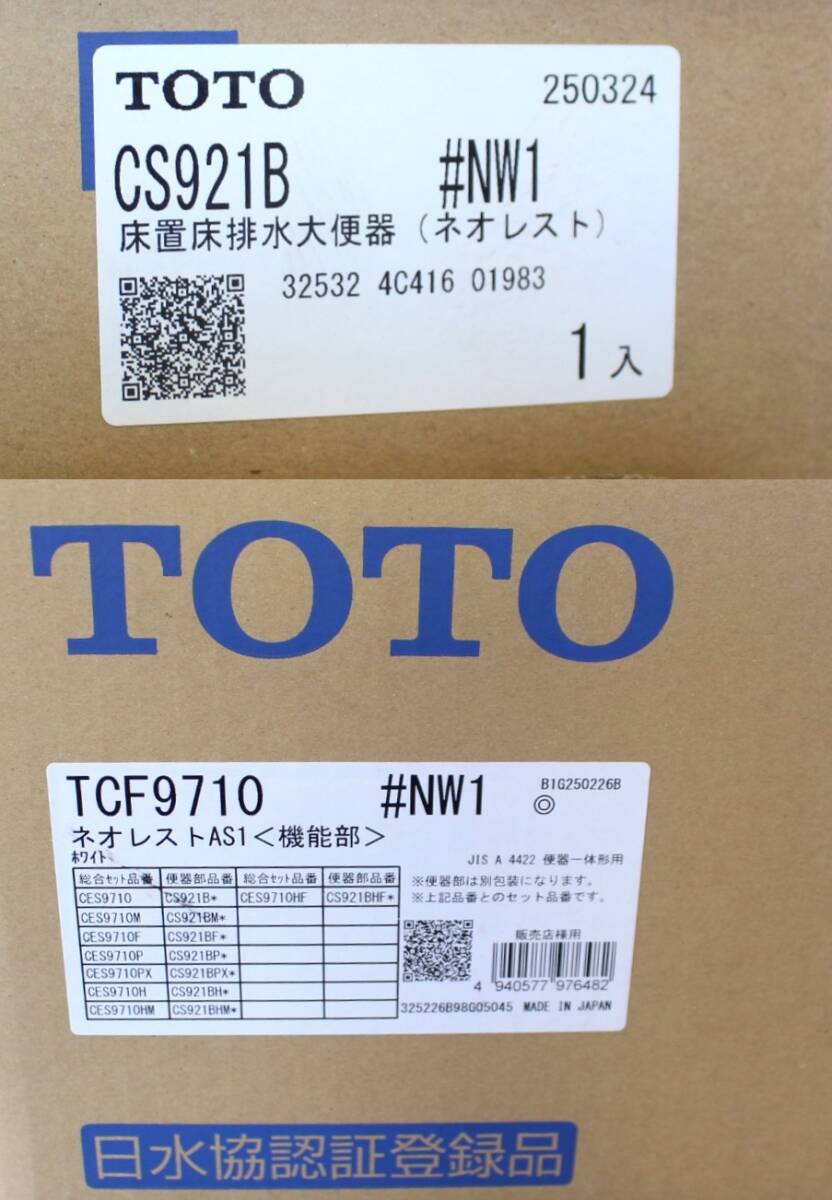 TOTO 250324
CS921B #NW1
床置床排水大便器(ネオレスト)
32532 4C416 01983
1入
TOTO
TCF9710 #NW1 B1G250226B
ネオレストAS1<機能部> ◎
ホワイト
JIS A 4422 便器一体形用
総合セット品番 便器部品番 総合セット品番 便器部品番
CES9710 CS921B* CES9710HF CS921BHF*
CES9710M CS921BM*
CES9710F CS921BF*
CES9710P CS921BP*
CES9710PX CS921BPX*
CES9710H CS921BH*
CES9710HM CS921BHM*
※便器部は別包装になります。
※上記品番とのセット品番です。
販売店様用
4 940577 976482
325226B98G05045 MADE IN JAPAN
日水協認証登録品